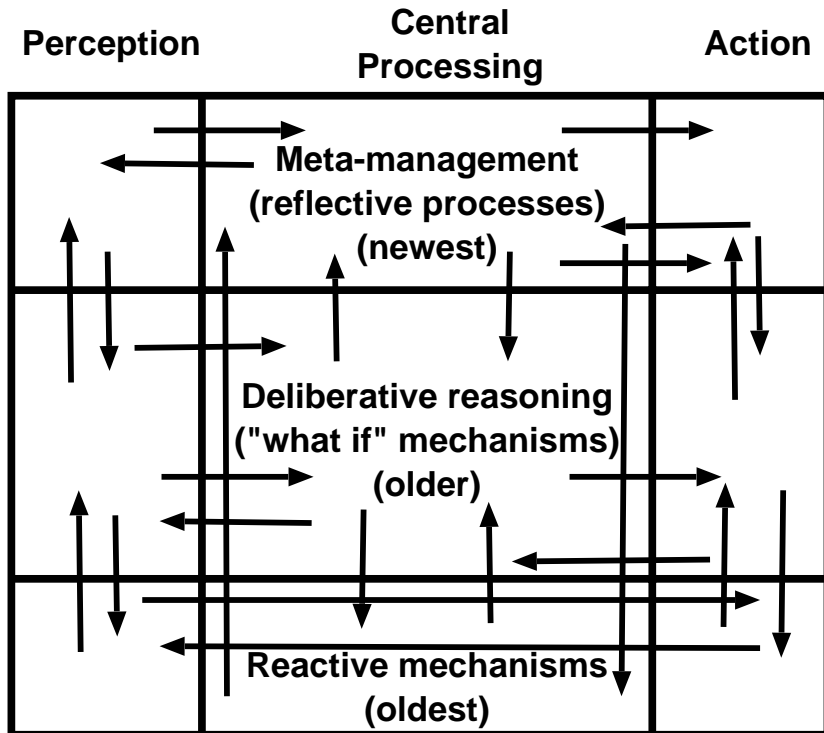 Perception
Central
Processing
Action
Meta-management
(reflective processes)
(newest)
Deliberative reasoning
("what if" mechanisms)
(older)
Reactive mechanisms
(oldest)